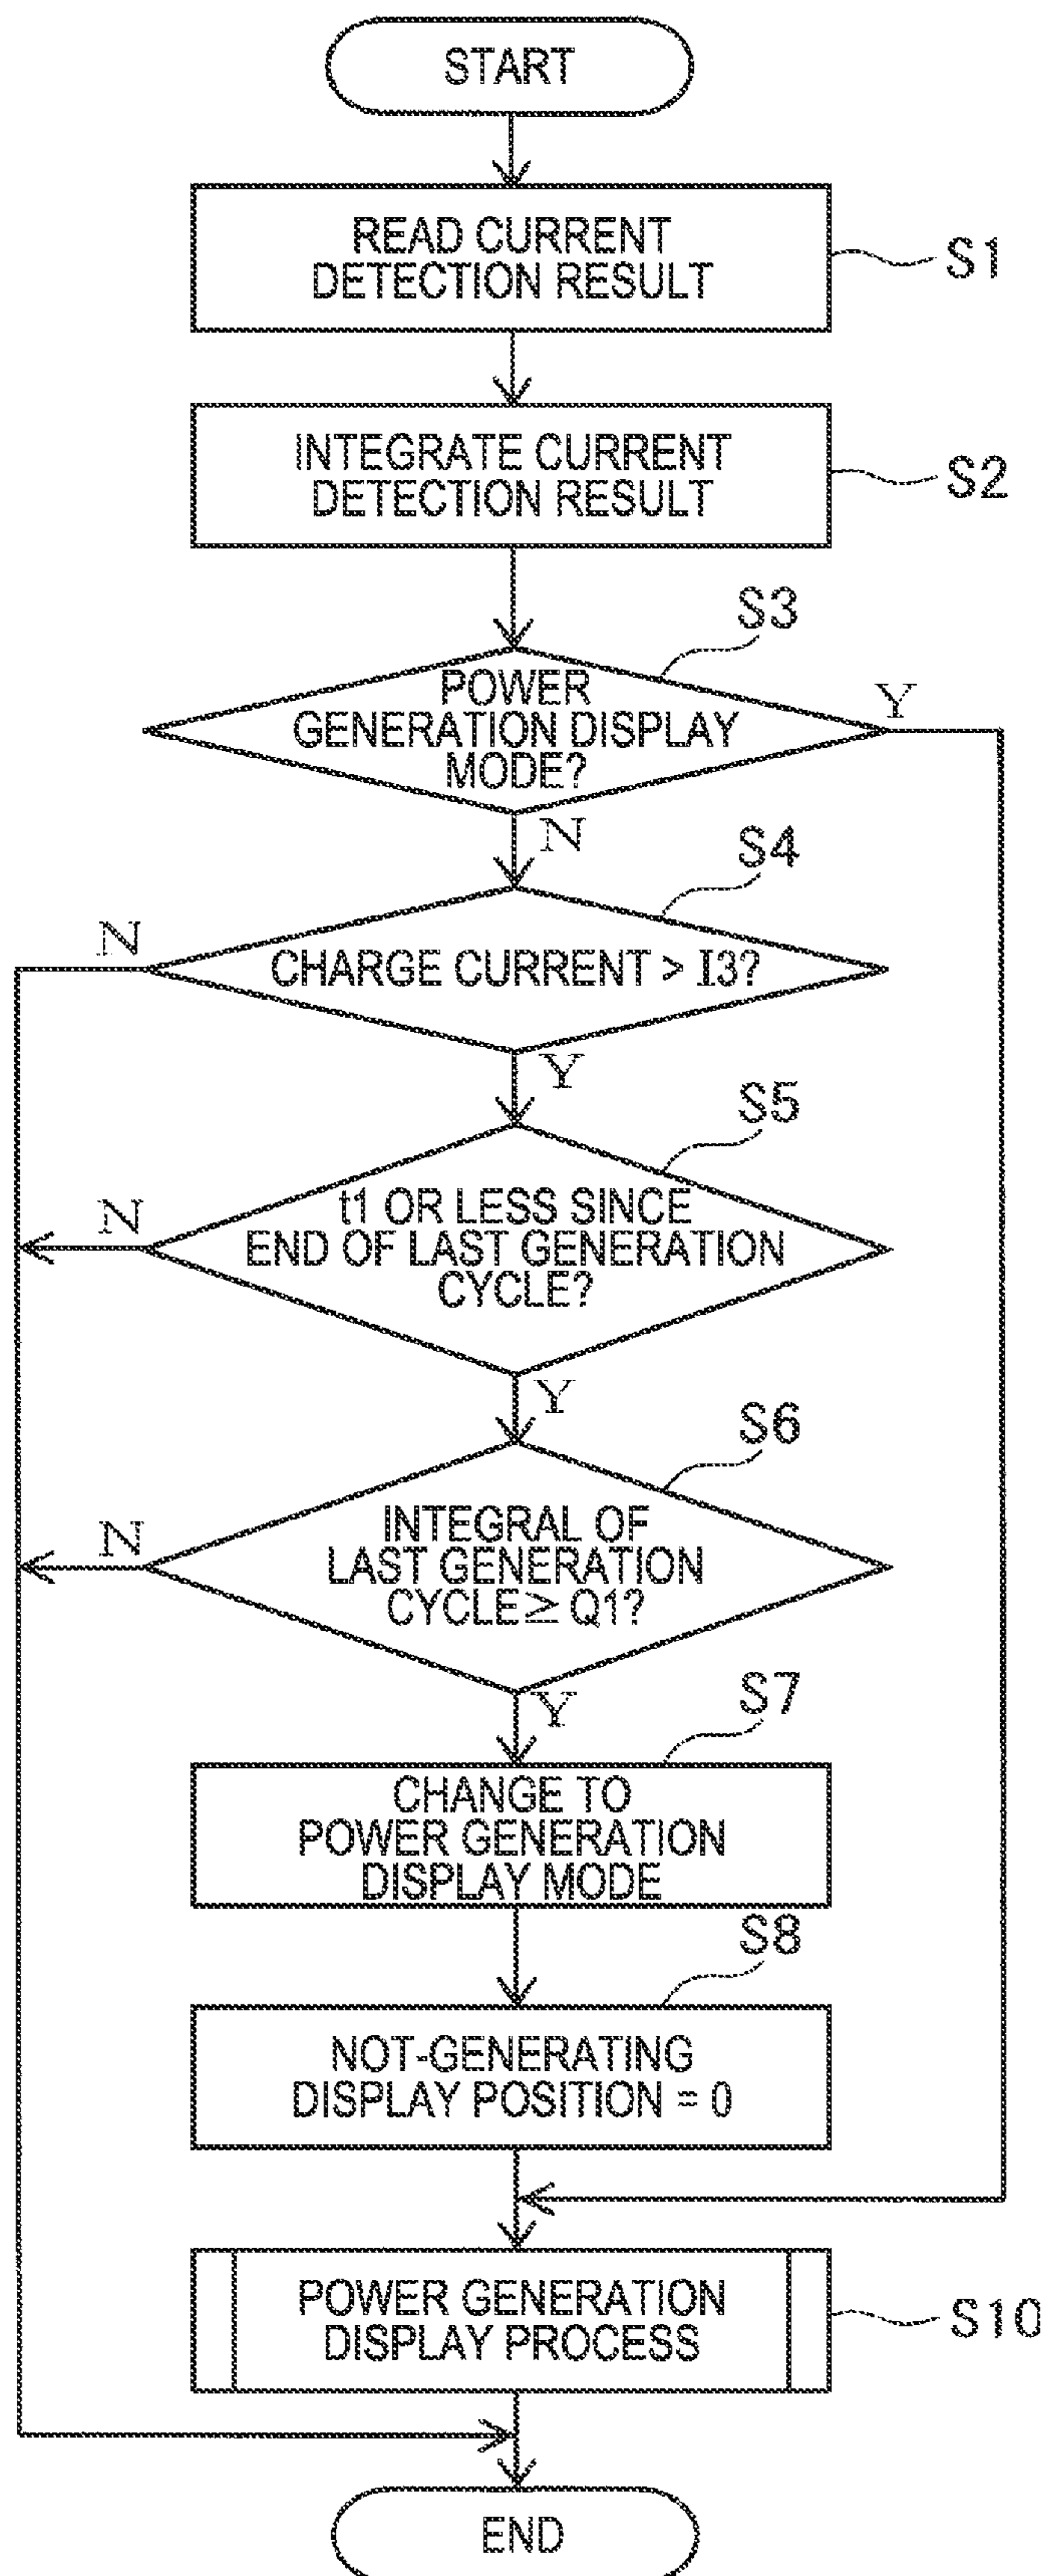 START
READ CURRENT
DETECTION RESULT
S1
INTEGRATE CURRENT
DETECTION RESULT
S2
S3
POWER
GENERATION DISPLAY
MODE?
Y
N
S4
N
CHARGE CURRENT > I3?
Y
S5
N
t1 OR LESS SINCE
END OF LAST GENERATION
CYCLE?
Y
S6
N
INTEGRAL OF
LAST GENERATION
CYCLE ≥ Q1?
Y
S7
CHANGE TO
POWER GENERATION
DISPLAY MODE
S8
NOT-GENERATING
DISPLAY POSITION = 0
POWER GENERATION
DISPLAY PROCESS
S10
END